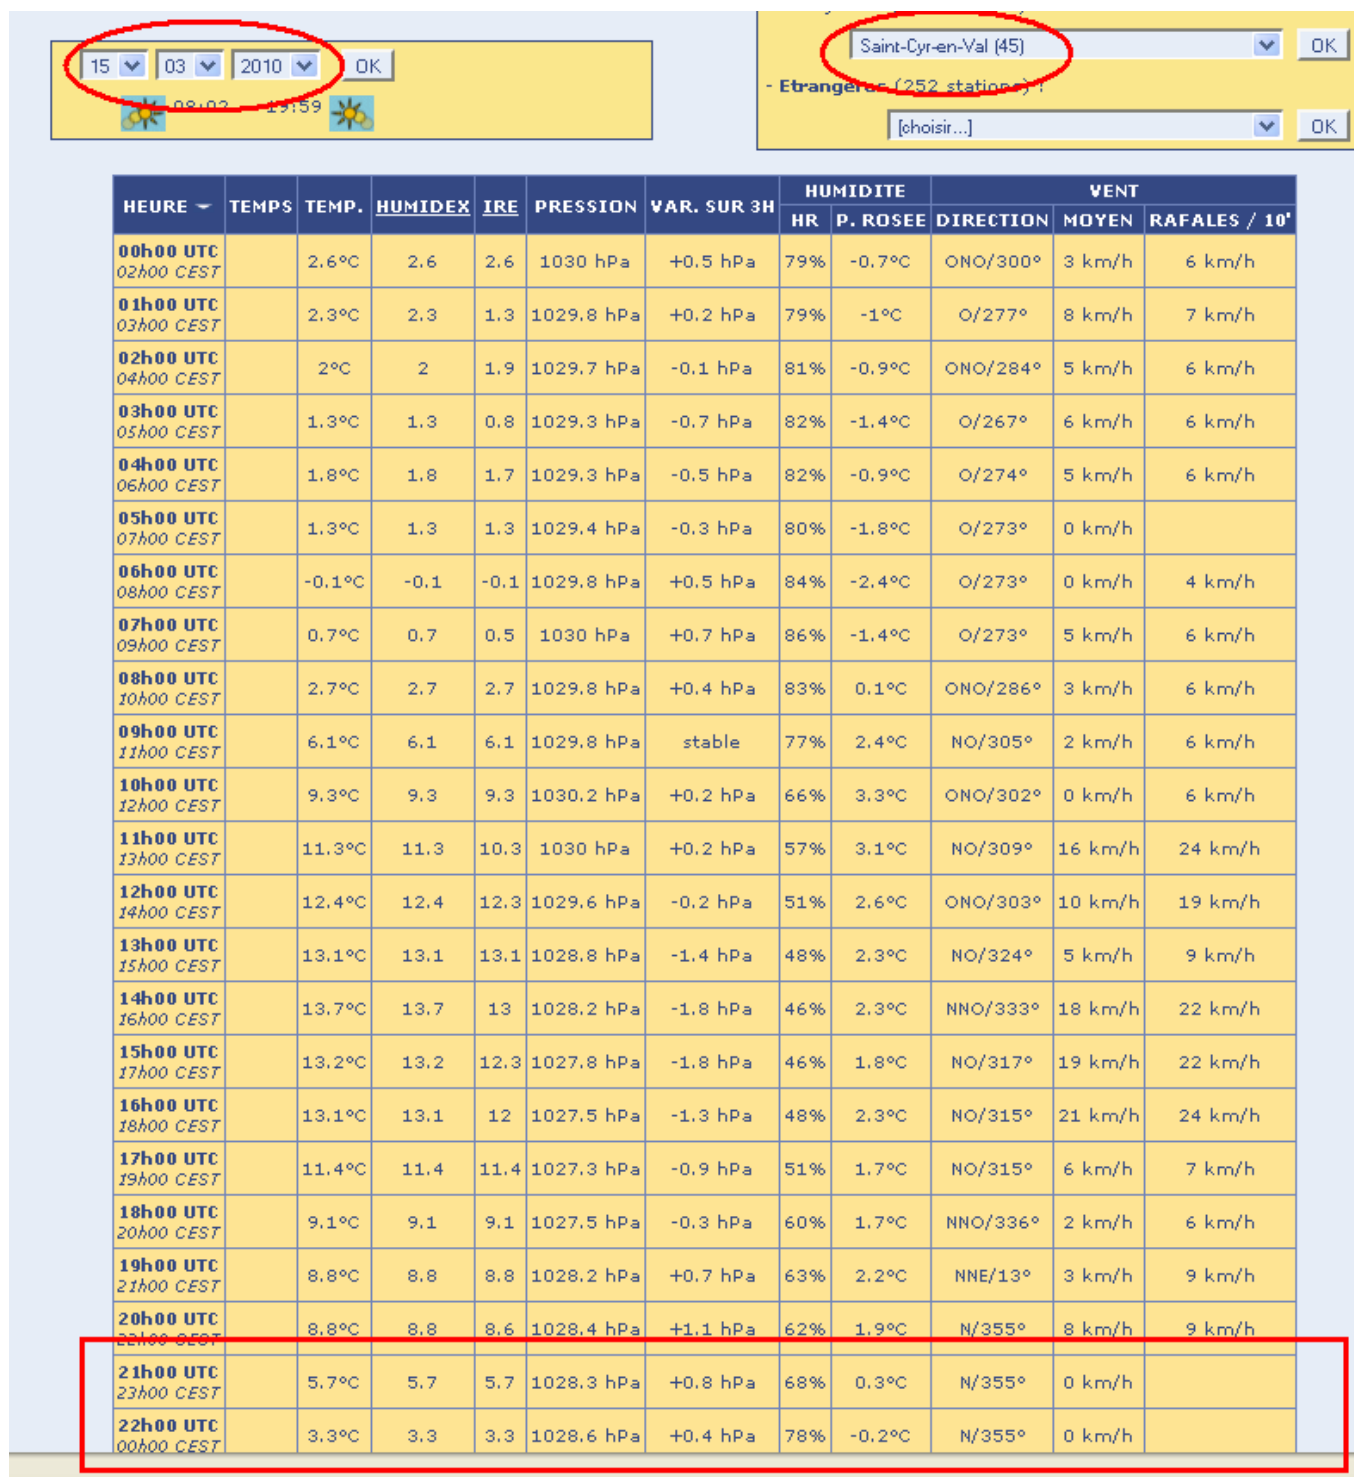 Saint-Cyr-en-Val (45) OK
15 03 2010 OK
- Etrangères (252 stations) :
08:02 19:59
[choisir...] OK
HEURE TEMPS TEMP. HUMIDEX IRE PRESSION VAR. SUR 3H HUMIDITE VENT
HR P. ROSEE DIRECTION MOYEN RAFALES / 10'
00h00 UTC
02h00 CEST 2.6°C 2.6 2.6 1030 hPa +0.5 hPa 79% -0.7°C ONO/300° 3 km/h 6 km/h
01h00 UTC
03h00 CEST 2.3°C 2.3 1.3 1029.8 hPa +0.2 hPa 79% -1°C O/277° 8 km/h 7 km/h
02h00 UTC
04h00 CEST 2°C 2 1.9 1029.7 hPa -0.1 hPa 81% -0.9°C ONO/284° 5 km/h 6 km/h
03h00 UTC
05h00 CEST 1.3°C 1.3 0.8 1029.3 hPa -0.7 hPa 82% -1.4°C O/267° 6 km/h 6 km/h
04h00 UTC
06h00 CEST 1.8°C 1.8 1.7 1029.3 hPa -0.5 hPa 82% -0.9°C O/274° 5 km/h 6 km/h
05h00 UTC
07h00 CEST 1.3°C 1.3 1.3 1029.4 hPa -0.3 hPa 80% -1.8°C O/273° 0 km/h
06h00 UTC
08h00 CEST -0.1°C -0.1 -0.1 1029.8 hPa +0.5 hPa 84% -2.4°C O/273° 0 km/h 4 km/h
07h00 UTC
09h00 CEST 0.7°C 0.7 0.5 1030 hPa +0.7 hPa 86% -1.4°C O/273° 5 km/h 6 km/h
08h00 UTC
10h00 CEST 2.7°C 2.7 2.7 1029.8 hPa +0.4 hPa 83% 0.1°C ONO/286° 3 km/h 6 km/h
09h00 UTC
11h00 CEST 6.1°C 6.1 6.1 1029.8 hPa stable 77% 2.4°C NO/305° 2 km/h 6 km/h
10h00 UTC
12h00 CEST 9.3°C 9.3 9.3 1030.2 hPa +0.2 hPa 66% 3.3°C ONO/302° 0 km/h 6 km/h
11h00 UTC
13h00 CEST 11.3°C 11.3 10.3 1030 hPa +0.2 hPa 57% 3.1°C NO/309° 16 km/h 24 km/h
12h00 UTC
14h00 CEST 12.4°C 12.4 12.3 1029.6 hPa -0.2 hPa 51% 2.6°C ONO/303° 10 km/h 19 km/h
13h00 UTC
15h00 CEST 13.1°C 13.1 13.1 1028.8 hPa -1.4 hPa 48% 2.3°C NO/324° 5 km/h 9 km/h
14h00 UTC
16h00 CEST 13.7°C 13.7 13 1028.2 hPa -1.8 hPa 46% 2.3°C NNO/333° 18 km/h 22 km/h
15h00 UTC
17h00 CEST 13.2°C 13.2 12.3 1027.8 hPa -1.8 hPa 46% 1.8°C NO/317° 19 km/h 22 km/h
16h00 UTC
18h00 CEST 13.1°C 13.1 12 1027.5 hPa -1.3 hPa 48% 2.3°C NO/315° 21 km/h 24 km/h
17h00 UTC
19h00 CEST 11.4°C 11.4 11.4 1027.3 hPa -0.9 hPa 51% 1.7°C NO/315° 6 km/h 7 km/h
18h00 UTC
20h00 CEST 9.1°C 9.1 9.1 1027.5 hPa -0.3 hPa 60% 1.7°C NNO/336° 2 km/h 6 km/h
19h00 UTC
21h00 CEST 8.8°C 8.8 8.8 1028.2 hPa +0.7 hPa 63% 2.2°C NNE/13° 3 km/h 9 km/h
20h00 UTC
22h00 CEST 8.8°C 8.8 8.6 1028.4 hPa +1.1 hPa 62% 1.9°C N/355° 8 km/h 9 km/h
21h00 UTC
23h00 CEST 5.7°C 5.7 5.7 1028.3 hPa +0.8 hPa 68% 0.3°C N/355° 0 km/h
22h00 UTC
00h00 CEST 3.3°C 3.3 3.3 1028.6 hPa +0.4 hPa 78% -0.2°C N/355° 0 km/h